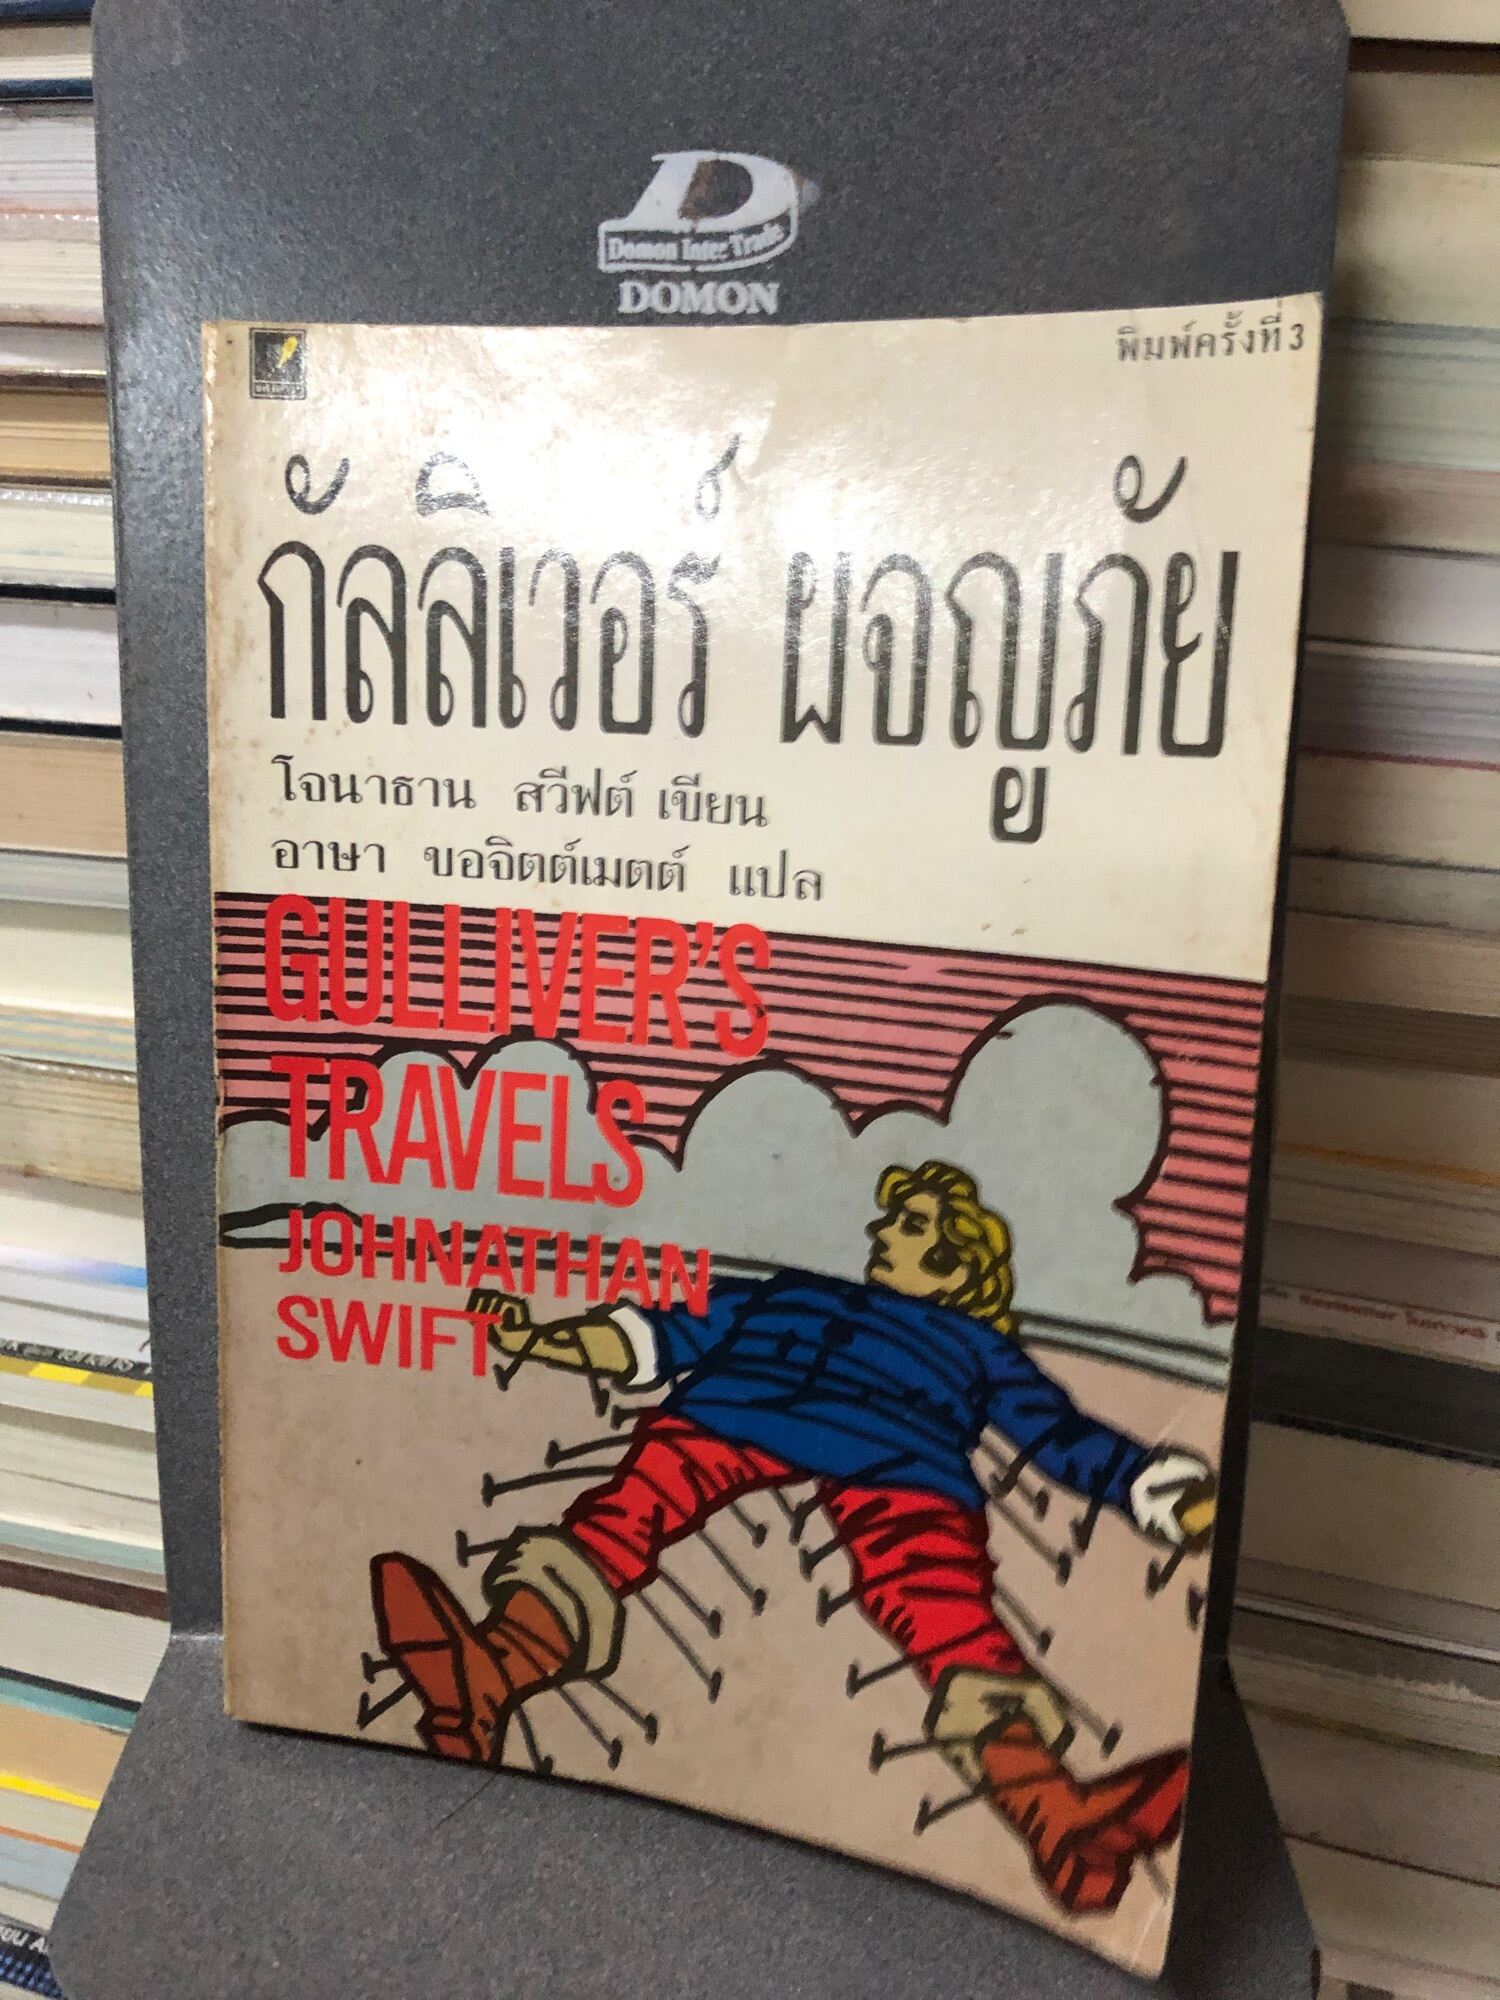 Domon Inter Trade
DOMON
พิมพ์ครั้งที่ 3
กัลลิเวอร์ ผจญภัย
โจนาธาน สวีฟต์ เขียน
อาษา ขอจิตต์เมตต์ แปล
GULLIVER'S
TRAVELS
JOHNATHAN
SWIFT